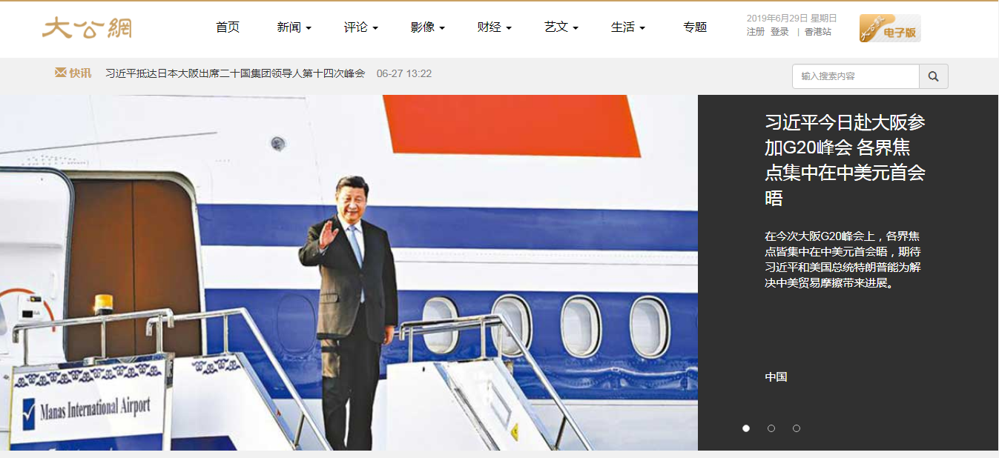 大公網
首页 新闻 评论 影像 财经 艺文 生活 专题
2019年6月29日 星期日
注册 登录 | 香港站
大公报 电子版
快讯 习近平抵达日本大阪出席二十国集团领导人第十四次峰会 06-27 13:22
输入搜索内容
习近平今日赴大阪参
加G20峰会 各界焦
点集中在中美元首会
晤
在今次大阪G20峰会上，各界焦
点皆集中在中美元首会晤，期待
习近平和美国总统特朗普能为解
决中美贸易摩擦带来进展。
中国
Manas International Airport